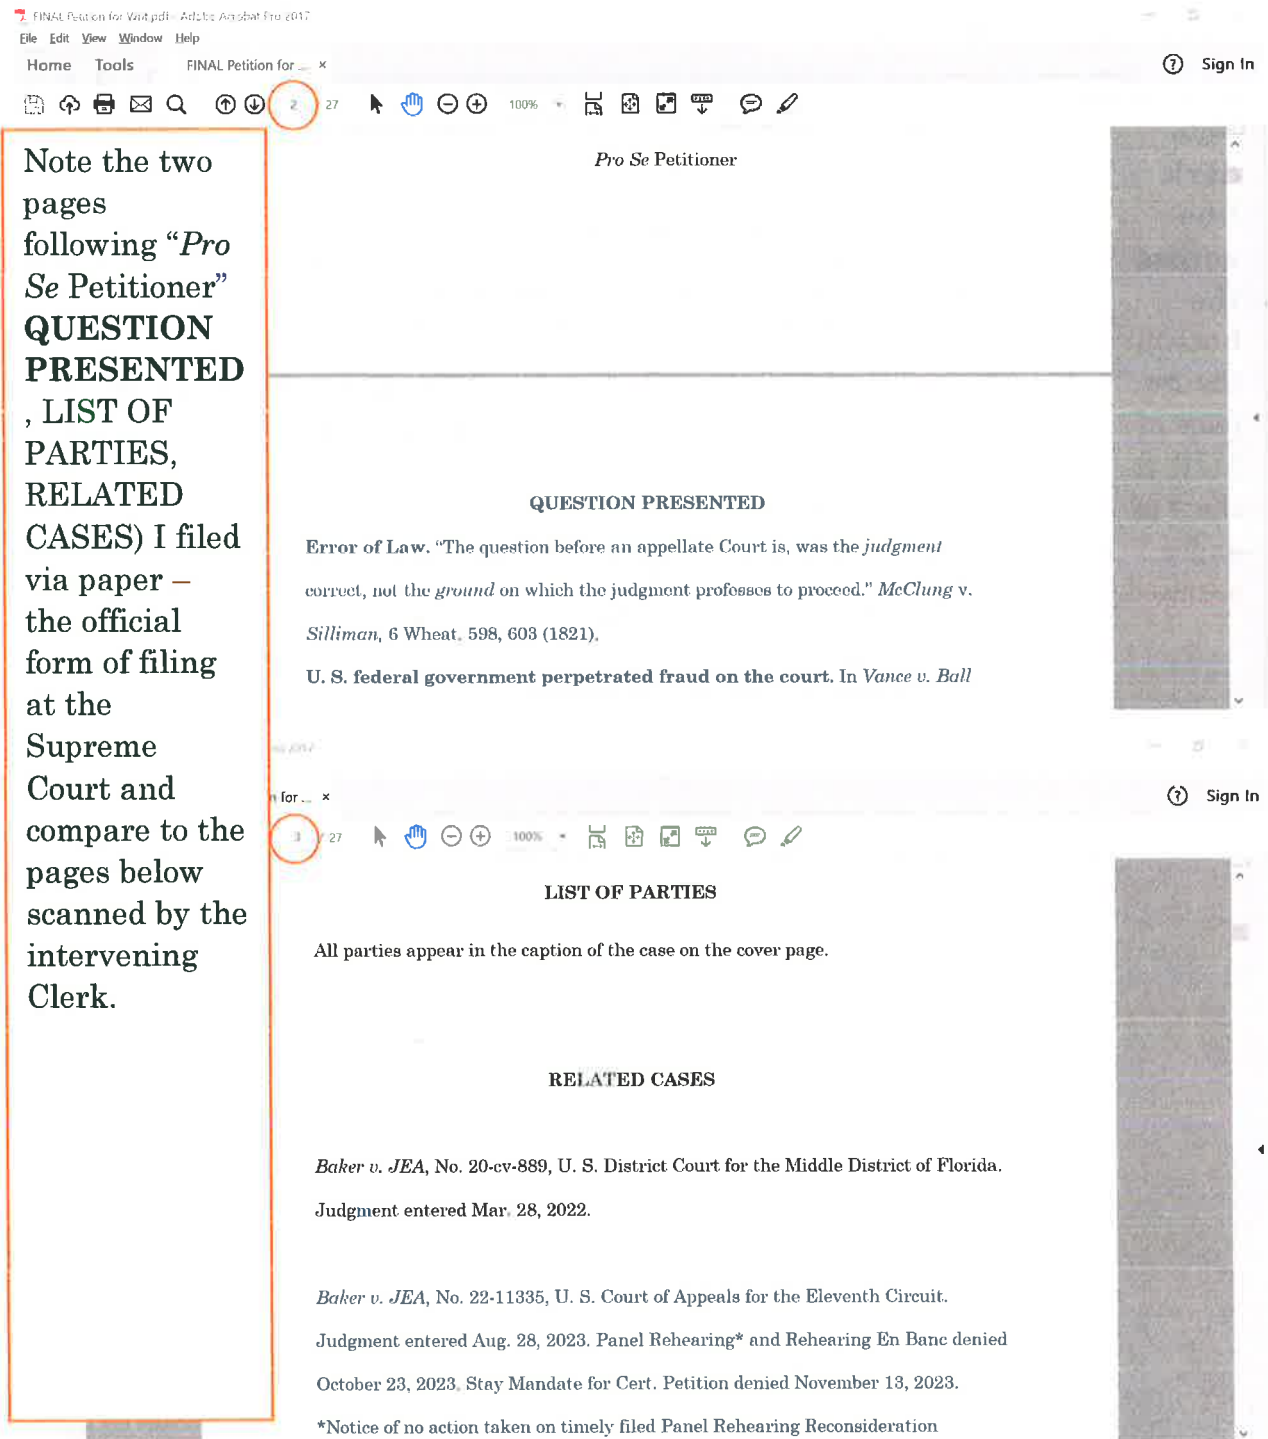 FINAL Petition for Writ.pdf - Adobe Acrobat Pro 2017
File Edit View Window Help
Home Tools FINAL Petition for ... × ? Sign In
2 / 27 100%
Note the two
pages
following “Pro
Se Petitioner”
QUESTION
PRESENTED
, LIST OF
PARTIES,
RELATED
CASES) I filed
via paper –
the official
form of filing
at the
Supreme
Court and
compare to the
pages below
scanned by the
intervening
Clerk.
Pro Se Petitioner
QUESTION PRESENTED
Error of Law. “The question before an appellate Court is, was the judgment
correct, not the ground on which the judgment professes to proceed.” McClung v.
Silliman, 6 Wheat. 598, 603 (1821).
U. S. federal government perpetrated fraud on the court. In Vance v. Ball
2017
n for ... × ? Sign In
3 / 27 100%
LIST OF PARTIES
All parties appear in the caption of the case on the cover page.
RELATED CASES
Baker v. JEA, No. 20-cv-889, U. S. District Court for the Middle District of Florida.
Judgment entered Mar. 28, 2022.
Baker v. JEA, No. 22-11335, U. S. Court of Appeals for the Eleventh Circuit.
Judgment entered Aug. 28, 2023. Panel Rehearing* and Rehearing En Banc denied
October 23, 2023. Stay Mandate for Cert. Petition denied November 13, 2023.
*Notice of no action taken on timely filed Panel Rehearing Reconsideration